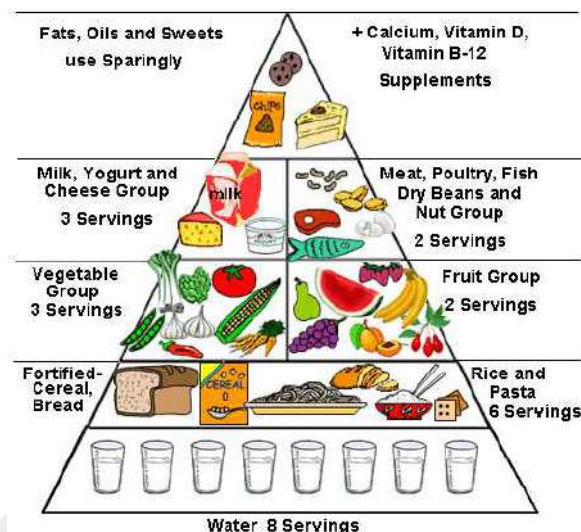 Fats, Oils and Sweets
use Sparingly
+ Calcium, Vitamin D,
Vitamin B-12
Supplements
chips
Milk, Yogurt and
Cheese Group
3 Servings
milk
YOGURT
Meat, Poultry, Fish
Dry Beans and
Nut Group
2 Servings
Vegetable
Group
3 Servings
Fruit Group
2 Servings
Fortified-
Cereal,
Bread
CEREAL
Rice and
Pasta
6 Servings
Water 8 Servings